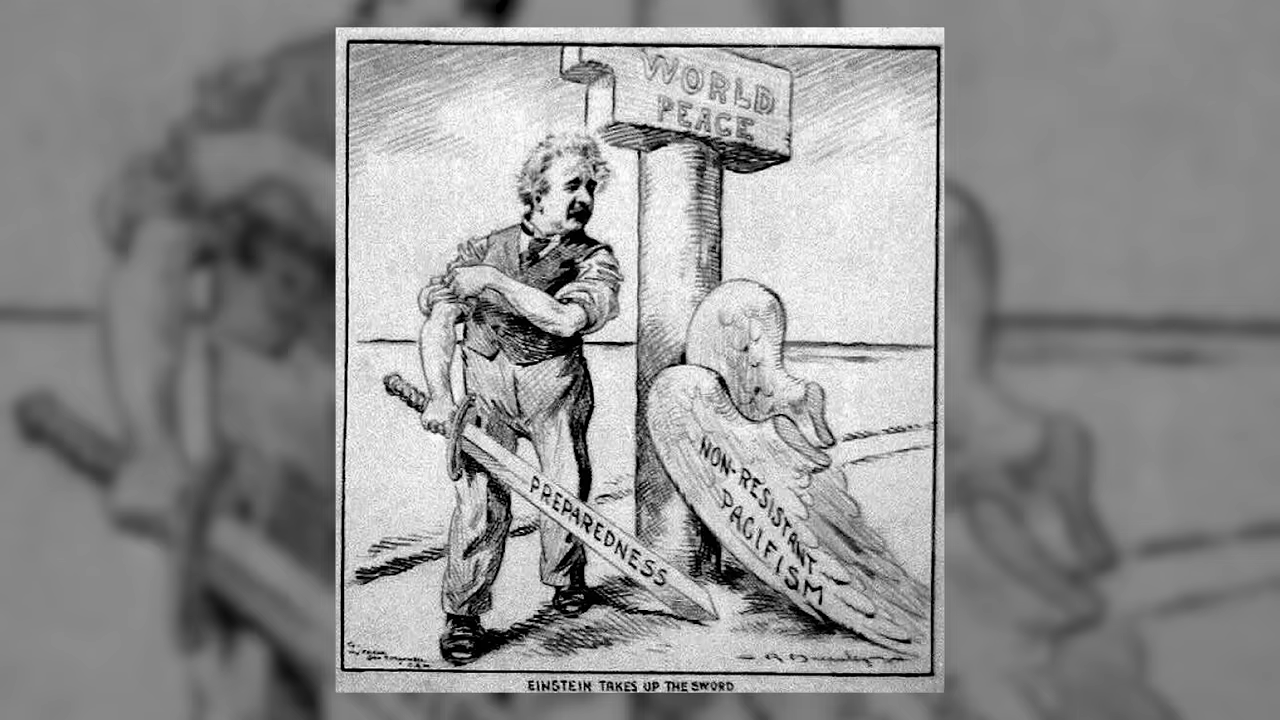 WORLD
PEACE
NON-RESISTANT
PACIFISM
PREPAREDNESS
EINSTEIN TAKES UP THE SWORD